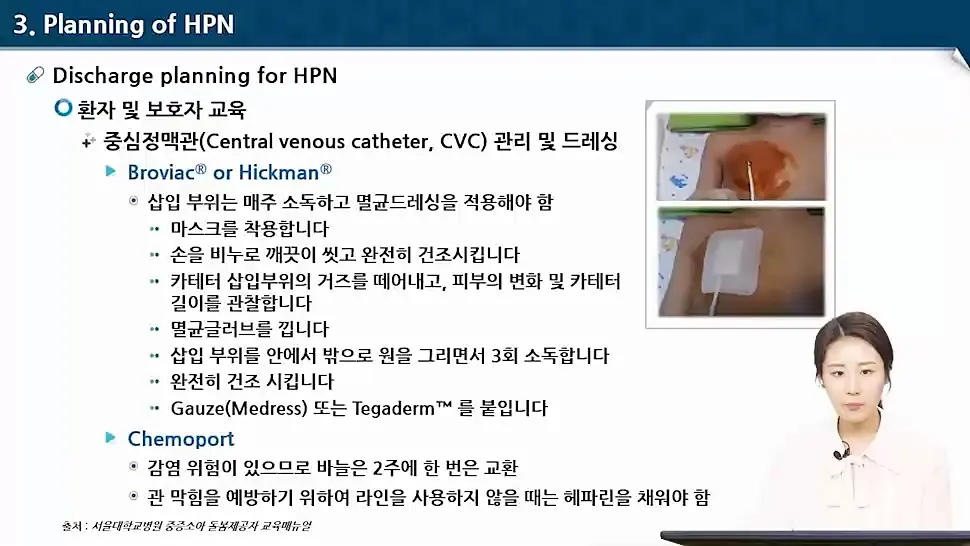 3. Planning of HPN
Discharge planning for HPN
환자 및 보호자 교육
중심정맥관(Central venous catheter, CVC) 관리 및 드레싱
Broviac® or Hickman®
삽입 부위는 매주 소독하고 멸균드레싱을 적용해야 함
마스크를 착용합니다
손을 비누로 깨끗이 씻고 완전히 건조시킵니다
카테터 삽입부위의 거즈를 떼어내고, 피부의 변화 및 카테터
길이를 관찰합니다
멸균글러브를 낍니다
삽입 부위를 안에서 밖으로 원을 그리면서 3회 소독합니다
완전히 건조 시킵니다
Gauze(Medress) 또는 Tegaderm™ 를 붙입니다
Chemoport
감염 위험이 있으므로 바늘은 2주에 한 번은 교환
관 막힘을 예방하기 위하여 라인을 사용하지 않을 때는 헤파린을 채워야 함
출처 : 서울대학교병원 중증소아 돌봄제공자 교육매뉴얼